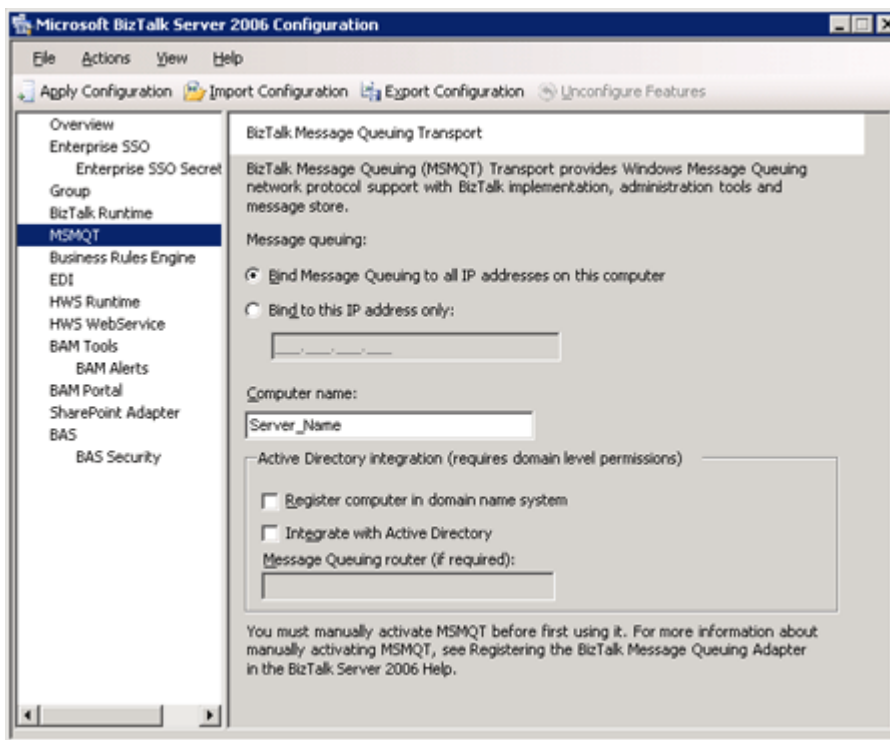 Microsoft BizTalk Server 2006 Configuration
File Actions View Help
Apply Configuration Import Configuration Export Configuration Unconfigure Features
Overview
Enterprise SSO
Enterprise SSO Secret
Group
BizTalk Runtime
MSMQT
Business Rules Engine
EDI
HWS Runtime
HWS WebService
BAM Tools
BAM Alerts
BAM Portal
SharePoint Adapter
BAS
BAS Security
BizTalk Message Queuing Transport
BizTalk Message Queuing (MSMQT) Transport provides Windows Message Queuing
network protocol support with BizTalk implementation, administration tools and
message store.
Message queuing:
Bind Message Queuing to all IP addresses on this computer
Bind to this IP address only:
___.___.___.___
Computer name:
Server_Name
Active Directory integration (requires domain level permissions)
Register computer in domain name system
Integrate with Active Directory
Message Queuing router (if required):
You must manually activate MSMQT before first using it. For more information about
manually activating MSMQT, see Registering the BizTalk Message Queuing Adapter
in the BizTalk Server 2006 Help.